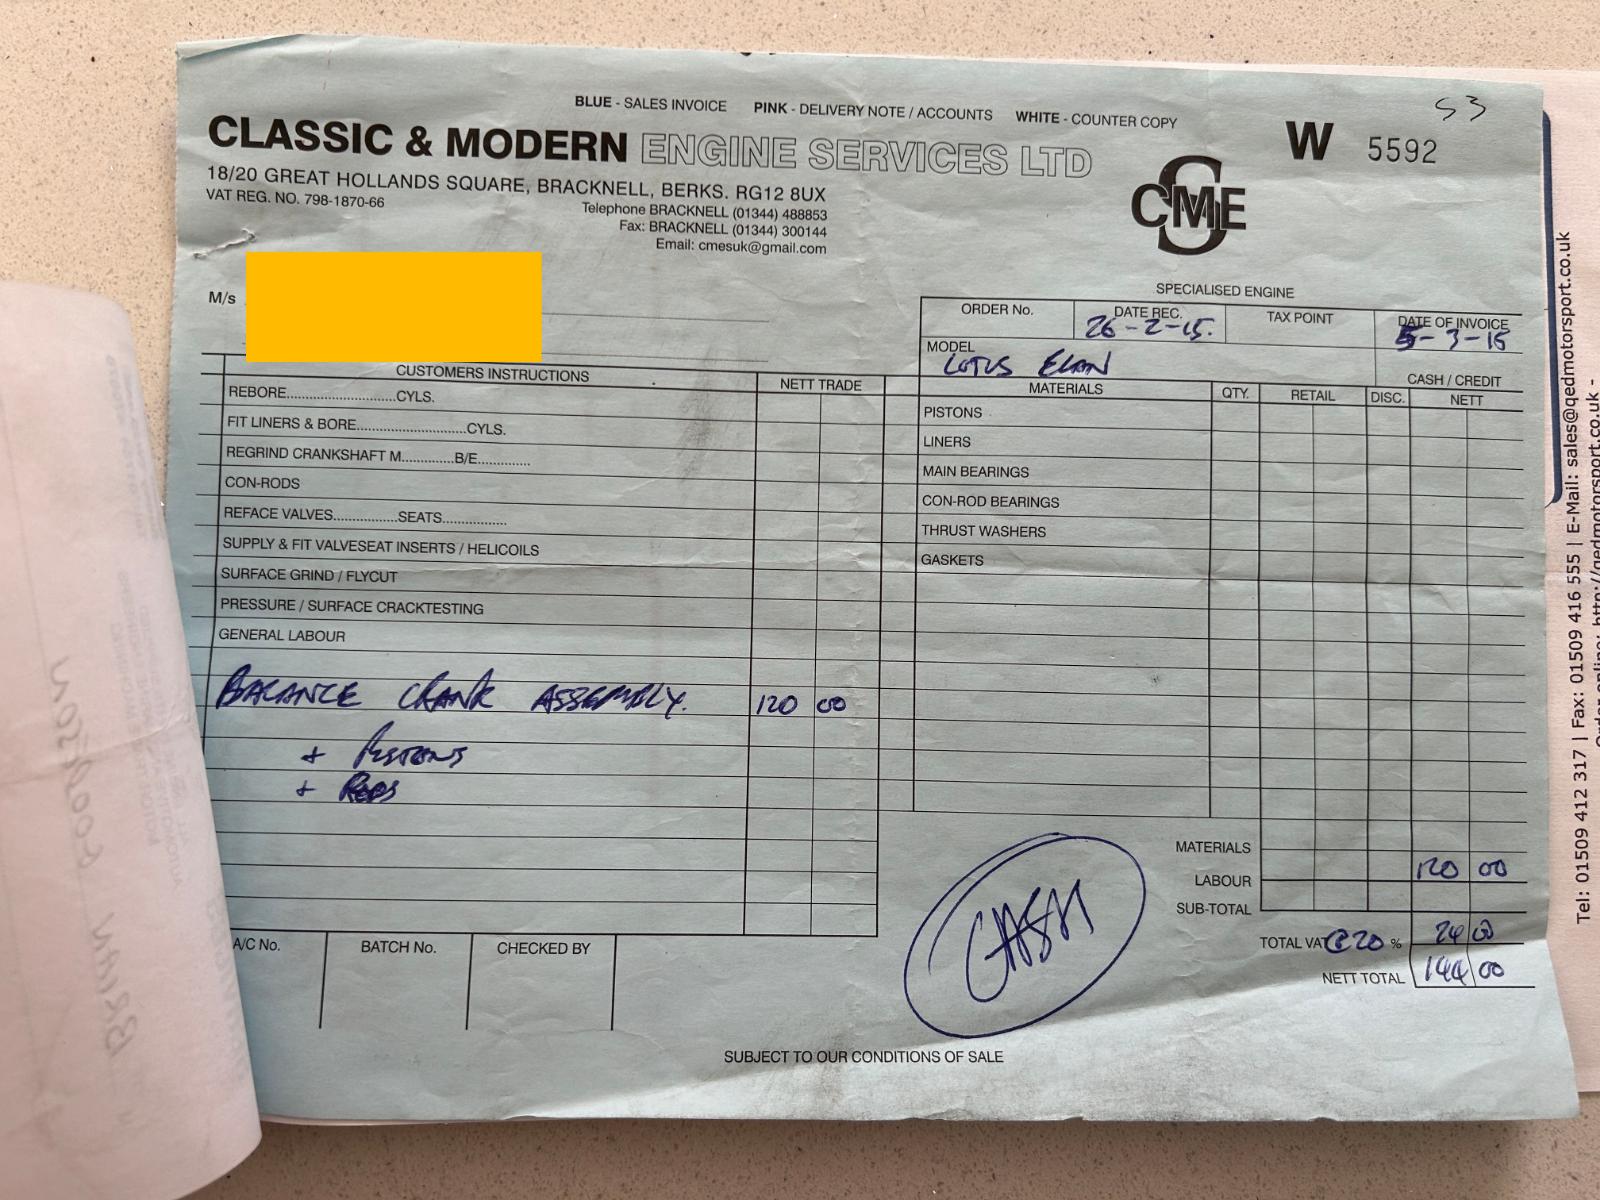 BLUE - SALES INVOICE PINK - DELIVERY NOTE / ACCOUNTS WHITE - COUNTER COPY
53
CLASSIC & MODERN ENGINE SERVICES LTD
W 5592
18/20 GREAT HOLLANDS SQUARE, BRACKNELL, BERKS. RG12 8UX
VAT REG. NO. 798-1870-66
Telephone BRACKNELL (01344) 488853
Fax: BRACKNELL (01344) 300144
Email: cmesuk@gmail.com
CMES
SPECIALISED ENGINE
M/s
ORDER No. DATE REC. TAX POINT DATE OF INVOICE
26-2-15. 5-3-15
MODEL
LOTUS ELAN
CASH / CREDIT
CUSTOMERS INSTRUCTIONS NETT TRADE
REBORE............................CYLS.
FIT LINERS & BORE............................CYLS.
REGRIND CRANKSHAFT M.............B/E.............
CON-RODS
REFACE VALVES................SEATS................
SUPPLY & FIT VALVESEAT INSERTS / HELICOILS
SURFACE GRIND / FLYCUT
PRESSURE / SURFACE CRACKTESTING
GENERAL LABOUR
BALANCE CRANK ASSEMBLY. 120 00
+ PISTONS
+ RODS
MATERIALS QTY. RETAIL DISC. NETT
PISTONS
LINERS
MAIN BEARINGS
CON-ROD BEARINGS
THRUST WASHERS
GASKETS
MATERIALS
LABOUR 120 00
SUB-TOTAL
TOTAL VAT @ 20 % 24 00
NETT TOTAL 144 00
CASH
A/C No. BATCH No. CHECKED BY
SUBJECT TO OUR CONDITIONS OF SALE
Tel: 01509 412 317 | Fax: 01509 416 555 | E-Mail: sales@qedmotorsport.co.uk
Order online: http://qedmotorsport.co.uk -